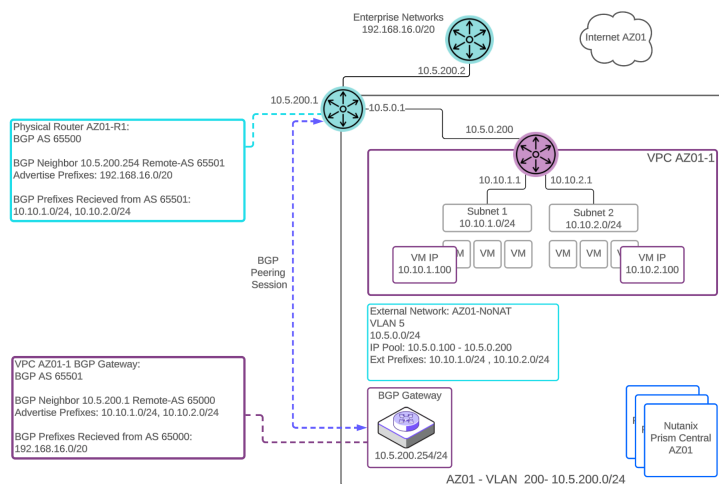 Enterprise Networks
192.168.16.0/20
Internet AZ01
10.5.200.2
10.5.200.1
10.5.0.1
10.5.0.200
Physical Router AZ01-R1:
BGP AS 65500
BGP Neighbor 10.5.200.254 Remote-AS 65501
Advertise Prefixes: 192.168.16.0/20
BGP Prefixes Recieved from AS 65501:
10.10.1.0/24, 10.10.2.0/24
VPC AZ01-1
10.10.1.1
10.10.2.1
Subnet 1
10.10.1.0/24
Subnet 2
10.10.2.0/24
VM
VM
VM
VM
VM IP
10.10.1.100
VM IP
10.10.2.100
BGP
Peering
Session
External Network: AZ01-NoNAT
VLAN 5
10.5.0.0/24
IP Pool: 10.5.0.100 - 10.5.0.200
Ext Prefixes: 10.10.1.0/24 , 10.10.2.0/24
VPC AZ01-1 BGP Gateway:
BGP AS 65501
BGP Neighbor 10.5.200.1 Remote-AS 65000
Advertise Prefixes: 10.10.1.0/24, 10.10.2.0/24
BGP Prefixes Recieved from AS 65000:
192.168.16.0/20
BGP Gateway
10.5.200.254/24
Nutanix
Prism Central
AZ01
AZ01 - VLAN 200- 10.5.200.0/24